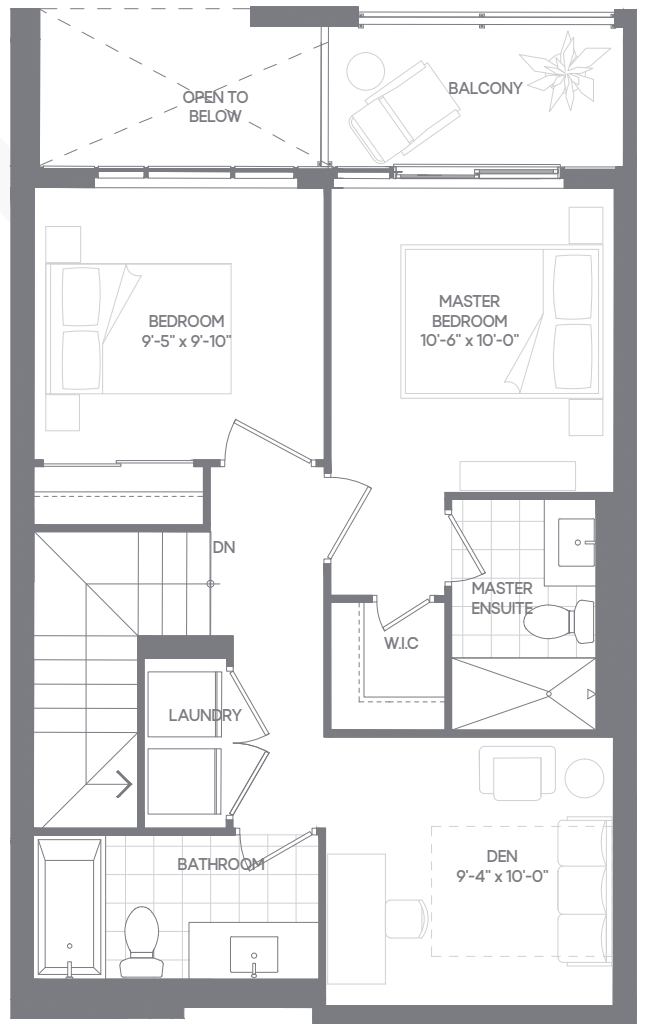 OPEN TO
BELOW
BALCONY
BEDROOM
9'-5" x 9'-10"
MASTER
BEDROOM
10'-6" x 10'-0"
DN
MASTER
ENSUITE
W.I.C
LAUNDRY
BATHROOM
DEN
9'-4" x 10'-0"